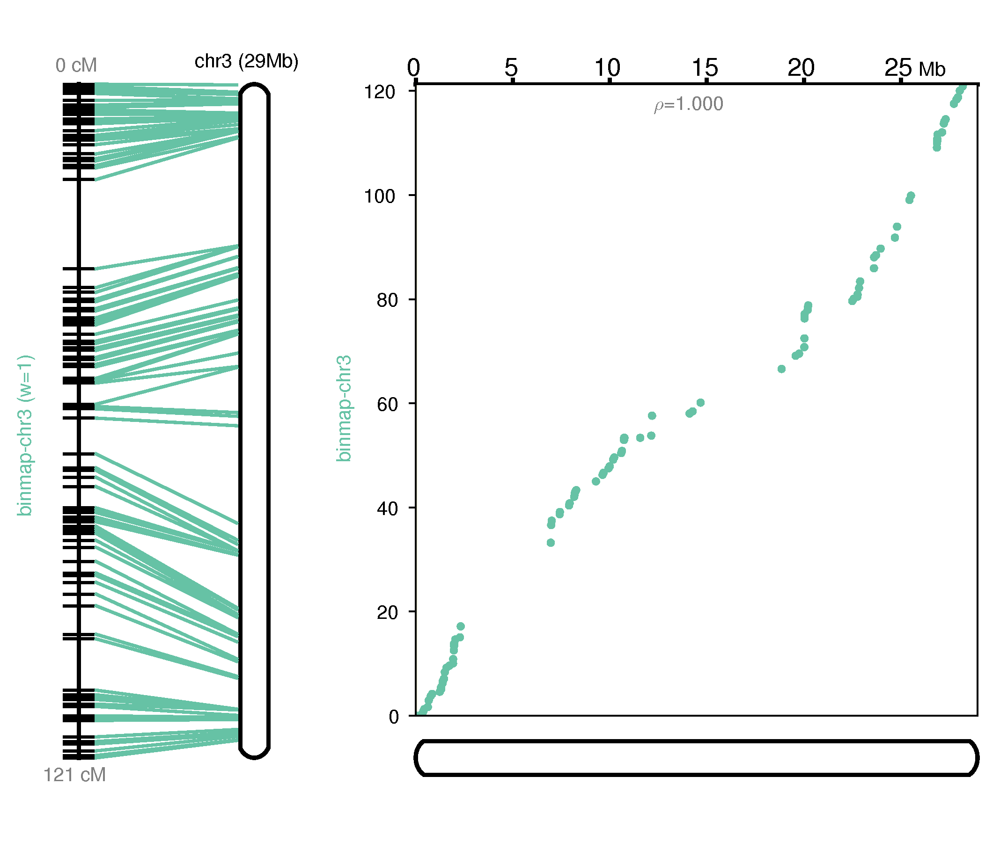 0 cM
chr3 (29Mb)
binmap-chr3 (w=1)
121 cM
0 5 10 15 20 25 Mb
ρ=1.000
binmap-chr3
120
100
80
60
40
20
0